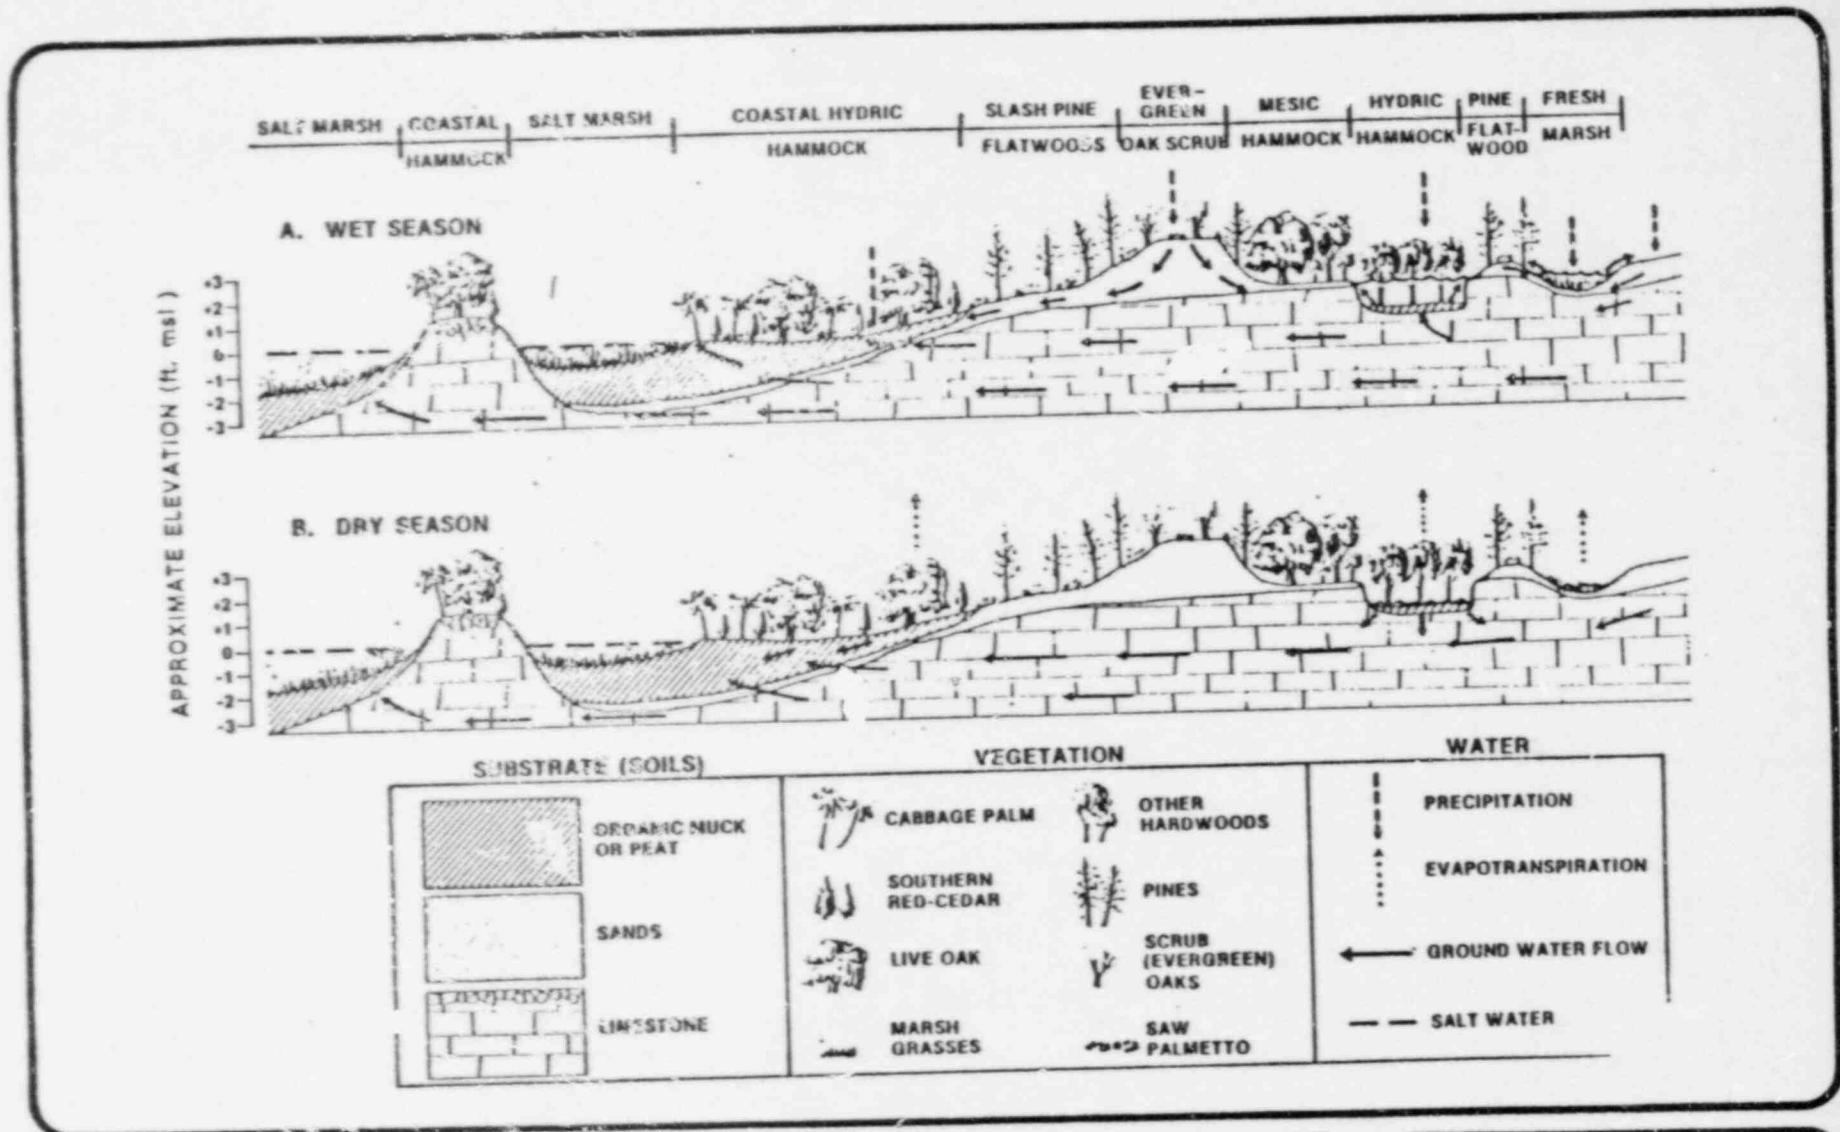 SALT MARSH
COASTAL
HAMMOCK
SALT MARSH
COASTAL HYDRIC
HAMMOCK
SLASH PINE
FLATWOODS
EVER-
GREEN
OAK SCRUB
MESIC
HAMMOCK
HYDRIC
HAMMOCK
PINE
FLAT-
WOOD
FRESH
MARSH
A. WET SEASON
+3
+2
+1
0
-1
-2
-3
APPROXIMATE ELEVATION (ft. msl)
B. DRY SEASON
+3
+2
+1
0
-1
-2
-3
SUBSTRATE (SOILS)
ORGANIC MUCK
OR PEAT
SANDS
LIMESTONE
VEGETATION
CABBAGE PALM
SOUTHERN
RED-CEDAR
LIVE OAK
MARSH
GRASSES
OTHER
HARDWOODS
PINES
SCRUB
(EVERGREEN)
OAKS
SAW
PALMETTO
WATER
PRECIPITATION
EVAPOTRANSPIRATION
GROUND WATER FLOW
SALT WATER